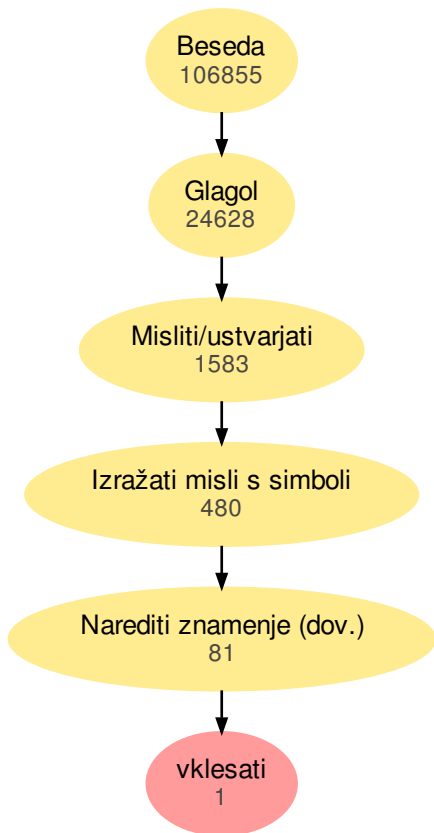 Beseda
106855
Glagol
24628
Misliti/ustvarjati
1583
Izražati misli s simboli
480
Narediti znamenje (dov.)
81
vklesati
1